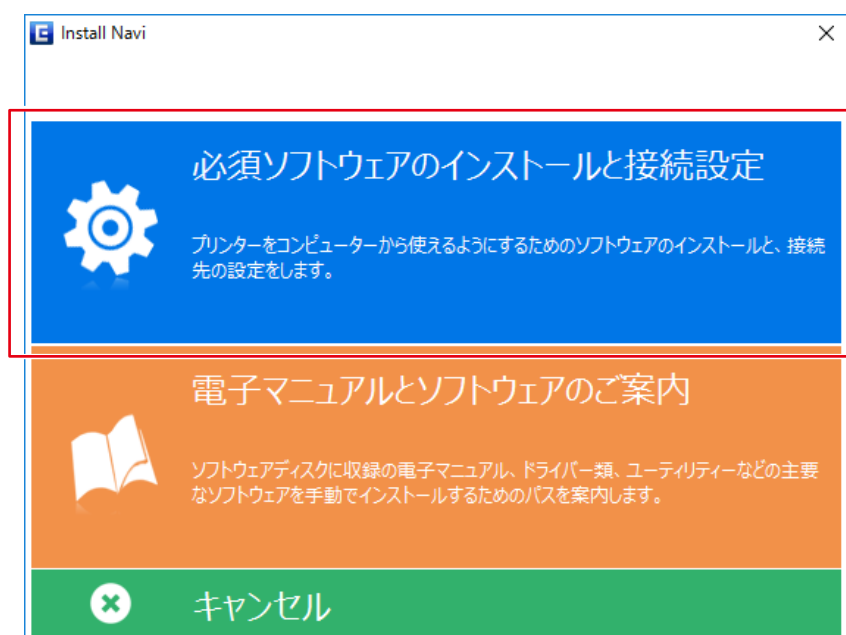 Install Navi
必須ソフトウェアのインストールと接続設定
プリンターをコンピューターから使えるようにするためのソフトウェアのインストールと、接続
先の設定をします。
電子マニュアルとソフトウェアのご案内
ソフトウェアディスクに収録の電子マニュアル、ドライバー類、ユーティリティーなどの主要
なソフトウェアを手動でインストールするためのパスを案内します。
キャンセル